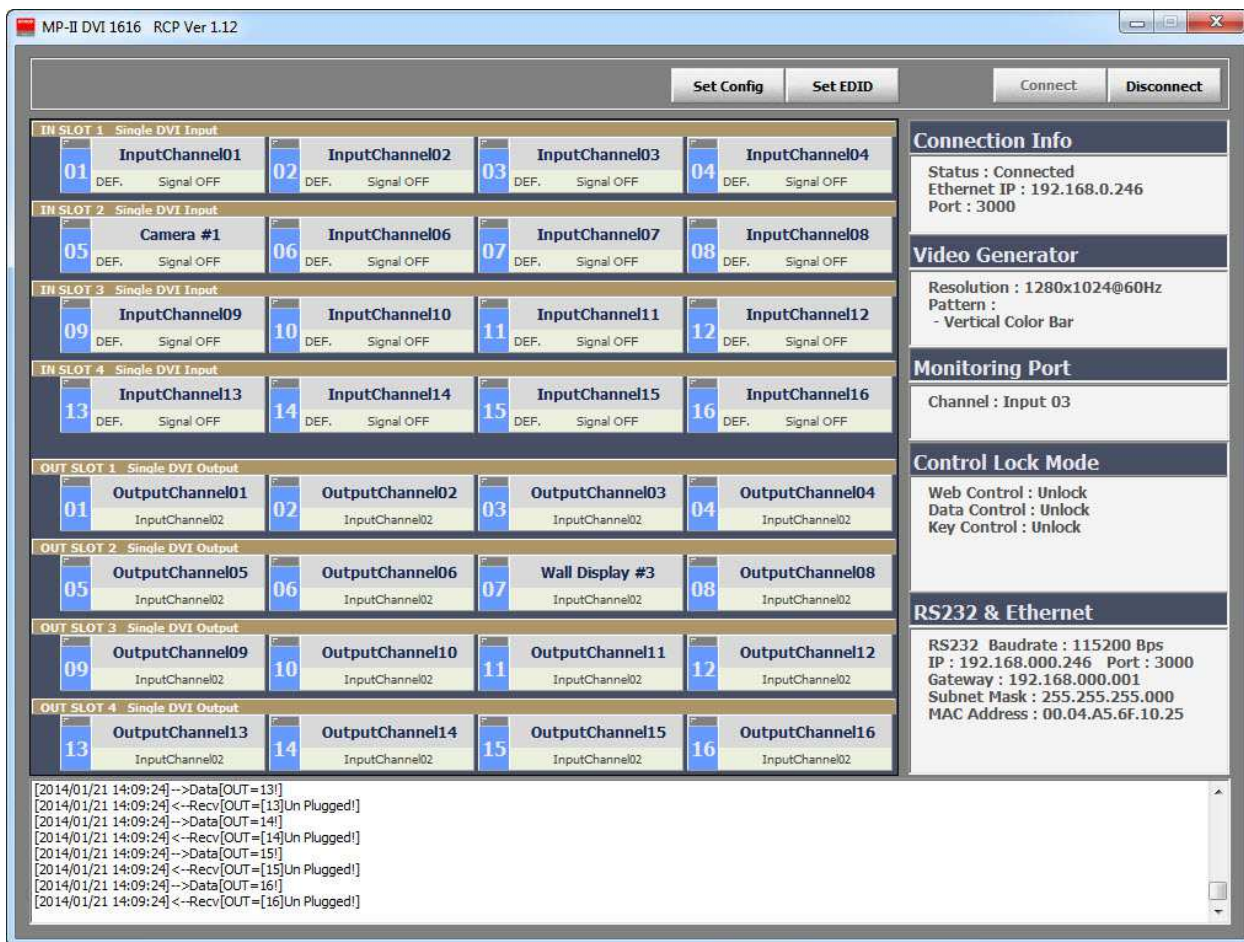 MP-II DVI 1616 RCP Ver 1.12
Set Config Set EDID Connect Disconnect
IN SLOT 1 Single DVI Input
01 InputChannel01 02 InputChannel02 03 InputChannel03 04 InputChannel04
DEF. Signal OFF DEF. Signal OFF DEF. Signal OFF DEF. Signal OFF
IN SLOT 2 Single DVI Input
05 Camera #1 06 InputChannel06 07 InputChannel07 08 InputChannel08
DEF. Signal OFF DEF. Signal OFF DEF. Signal OFF DEF. Signal OFF
IN SLOT 3 Single DVI Input
09 InputChannel09 10 InputChannel10 11 InputChannel11 12 InputChannel12
DEF. Signal OFF DEF. Signal OFF DEF. Signal OFF DEF. Signal OFF
IN SLOT 4 Single DVI Input
13 InputChannel13 14 InputChannel14 15 InputChannel15 16 InputChannel16
DEF. Signal OFF DEF. Signal OFF DEF. Signal OFF DEF. Signal OFF
OUT SLOT 1 Single DVI Output
01 OutputChannel01 02 OutputChannel02 03 OutputChannel03 04 OutputChannel04
InputChannel02 InputChannel02 InputChannel02 InputChannel02
OUT SLOT 2 Single DVI Output
05 OutputChannel05 06 OutputChannel06 07 Wall Display #3 08 OutputChannel08
InputChannel02 InputChannel02 InputChannel02 InputChannel02
OUT SLOT 3 Single DVI Output
09 OutputChannel09 10 OutputChannel10 11 OutputChannel11 12 OutputChannel12
InputChannel02 InputChannel02 InputChannel02 InputChannel02
OUT SLOT 4 Single DVI Output
13 OutputChannel13 14 OutputChannel14 15 OutputChannel15 16 OutputChannel16
InputChannel02 InputChannel02 InputChannel02 InputChannel02
Connection Info
Status : Connected
Ethernet IP : 192.168.0.246
Port : 3000
Video Generator
Resolution : 1280x1024@60Hz
Pattern :
- Vertical Color Bar
Monitoring Port
Channel : Input 03
Control Lock Mode
Web Control : Unlock
Data Control : Unlock
Key Control : Unlock
RS232 & Ethernet
RS232 Baudrate : 115200 Bps
IP : 192.168.000.246 Port : 3000
Gateway : 192.168.000.001
Subnet Mask : 255.255.255.000
MAC Address : 00.04.A5.6F.10.25
[2014/01/21 14:09:24]-->Data[OUT=13!]
[2014/01/21 14:09:24]<--Recv[OUT=[13]Un Plugged!]
[2014/01/21 14:09:24]-->Data[OUT=14!]
[2014/01/21 14:09:24]<--Recv[OUT=[14]Un Plugged!]
[2014/01/21 14:09:24]-->Data[OUT=15!]
[2014/01/21 14:09:24]<--Recv[OUT=[15]Un Plugged!]
[2014/01/21 14:09:24]-->Data[OUT=16!]
[2014/01/21 14:09:24]<--Recv[OUT=[16]Un Plugged!]